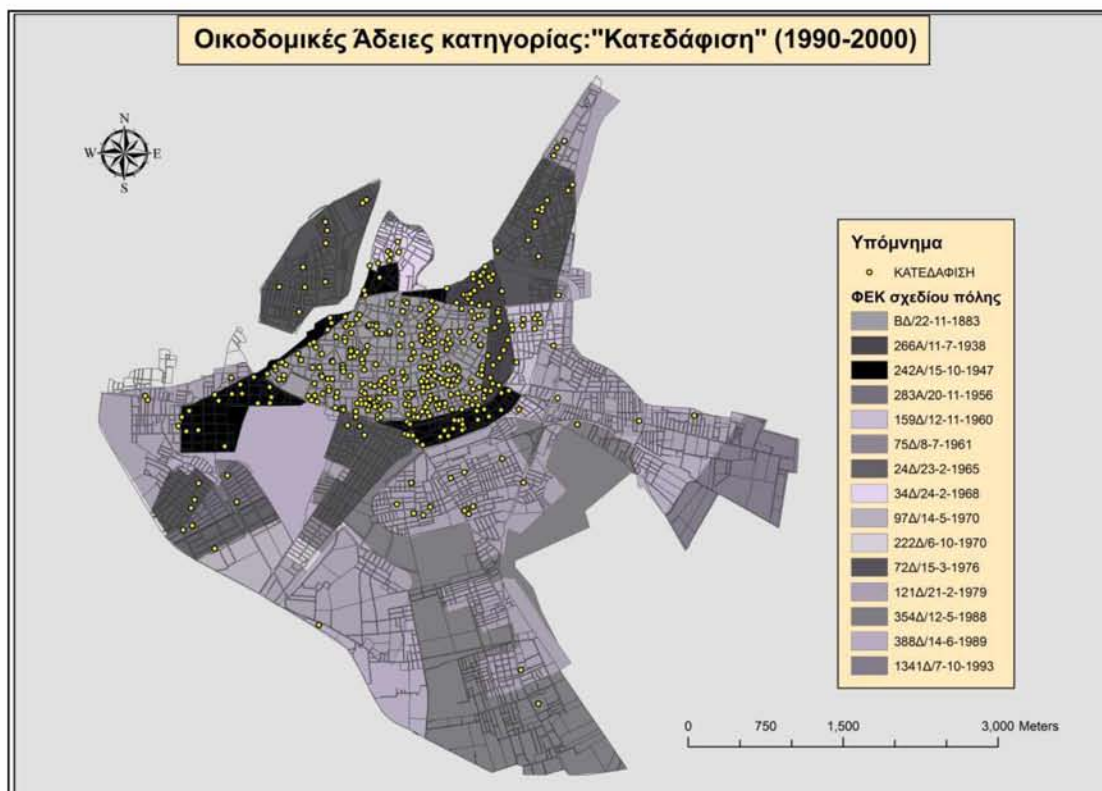 Οικοδομικές Άδειες κατηγορίας:"Κατεδάφιση" (1990-2000)
N
W E
S
Υπόμνημα
ΚΑΤΕΔΑΦΙΣΗ
ΦΕΚ σχεδίου πόλης
ΒΔ/22-11-1883
266Α/11-7-1938
242Α/15-10-1947
283Α/20-11-1956
159Δ/12-11-1960
75Δ/8-7-1961
24Δ/23-2-1965
34Δ/24-2-1968
97Δ/14-5-1970
222Δ/6-10-1970
72Δ/15-3-1976
121Δ/21-2-1979
354Δ/12-5-1988
388Δ/14-6-1989
1341Δ/7-10-1993
0 750 1,500 3,000 Meters